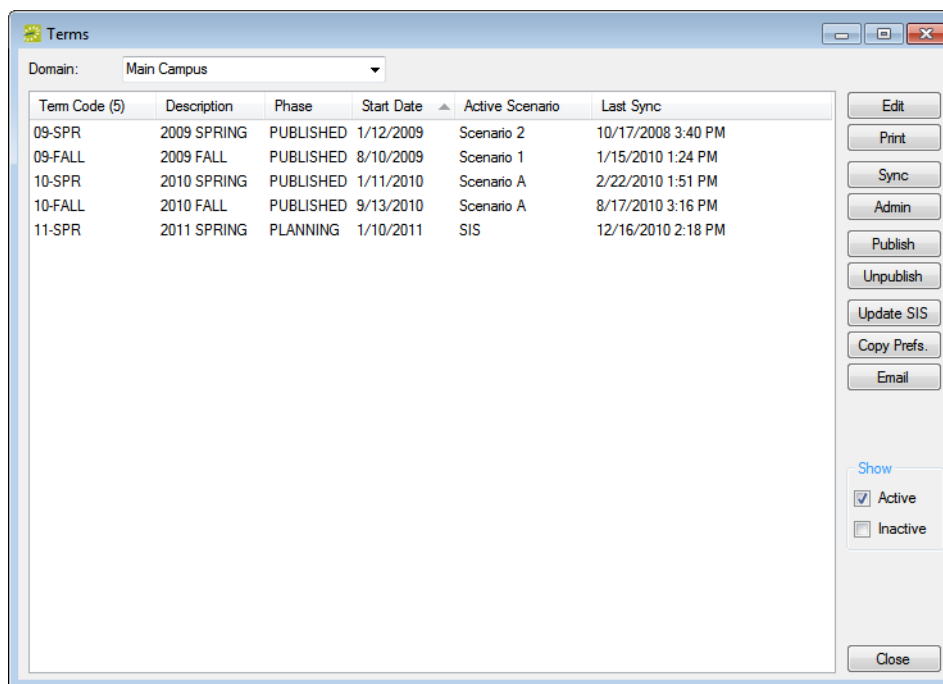 Terms
Domain: Main Campus
Term Code (5) Description Phase Start Date Active Scenario Last Sync
09-SPR 2009 SPRING PUBLISHED 1/12/2009 Scenario 2 10/17/2008 3:40 PM
09-FALL 2009 FALL PUBLISHED 8/10/2009 Scenario 1 1/15/2010 1:24 PM
10-SPR 2010 SPRING PUBLISHED 1/11/2010 Scenario A 2/22/2010 1:51 PM
10-FALL 2010 FALL PUBLISHED 9/13/2010 Scenario A 8/17/2010 3:16 PM
11-SPR 2011 SPRING PLANNING 1/10/2011 SIS 12/16/2010 2:18 PM
Edit
Print
Sync
Admin
Publish
Unpublish
Update SIS
Copy Prefs.
Email
Show
Active
Inactive
Close